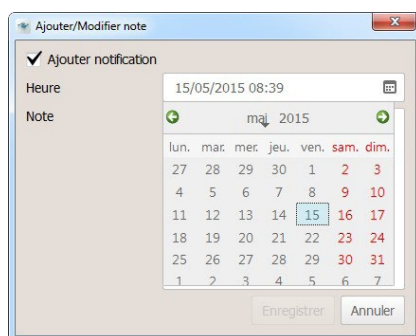 Ajouter/Modifier note
Ajouter notification
Heure 15/05/2015 08:39
Note mai 2015
lun. mar. mer. jeu. ven. sam. dim.
27 28 29 30 1 2 3
4 5 6 7 8 9 10
11 12 13 14 15 16 17
18 19 20 21 22 23 24
25 26 27 28 29 30 31
1 2 3 4 5 6 7
Enregistrer Annuler